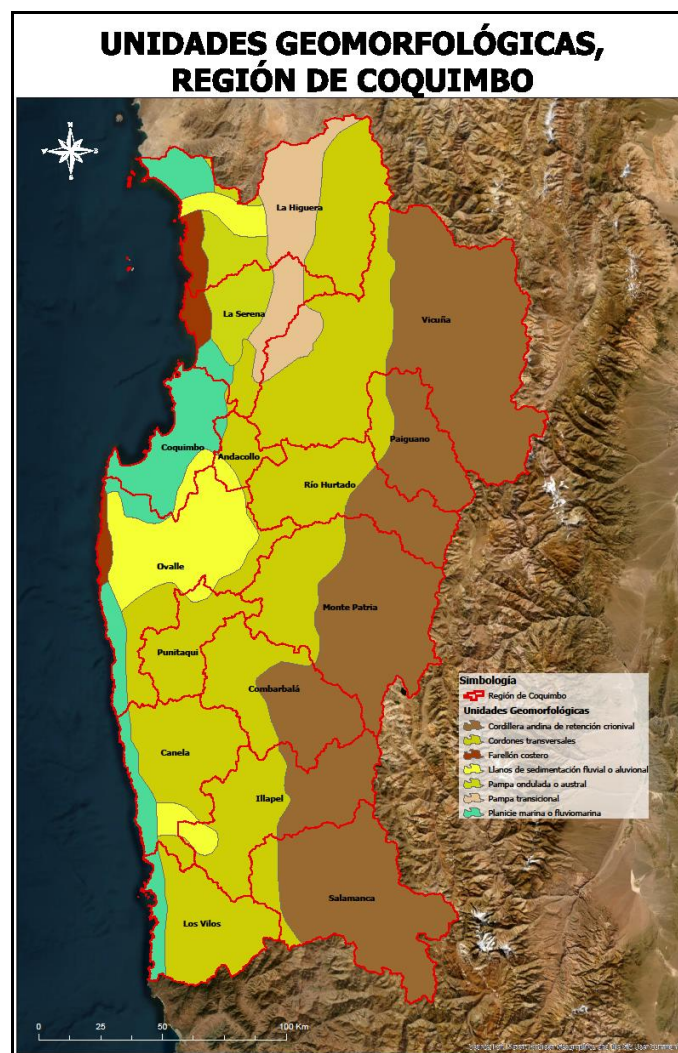 UNIDADES GEOMORFOLÓGICAS,
REGIÓN DE COQUIMBO
N
S
La Higuera
La Serena
Vicuña
Coquimbo
Andacollo
Paiguano
Río Hurtado
Ovalle
Monte Patria
Punitaqui
Combarbalá
Canela
Illapel
Salamanca
Los Vilos
Simbología
Región de Coquimbo
Unidades Geomorfológicas
Cordillera andina de retención crionival
Cordones transversales
Farellón costero
Llanos de sedimentación fluvial o aluvional
Pampa ondulada o austral
Pampa transicional
Planicie marina o fluviomarina
0 25 50 100 Km